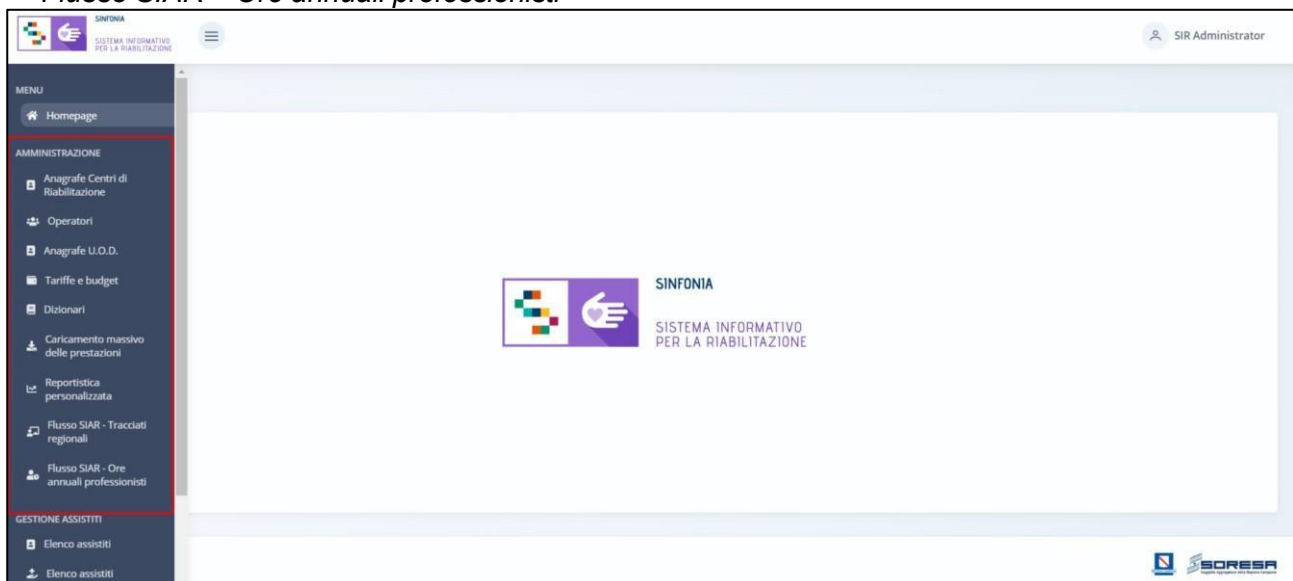 Flusso SIAR – Ore annuali professionisti
SINFONIA
SISTEMA INFORMATIVO
PER LA RIABILITAZIONE
SIR Administrator
MENU
Homepage
AMMINISTRAZIONE
Anagrafe Centri di
Riabilitazione
Operatori
Anagrafe U.O.D.
Tariffe e budget
Dizionari
Caricamento massivo
delle prestazioni
Reportistica
personalizzata
Flusso SIAR - Tracciati
regionali
Flusso SIAR - Ore
annuali professionisti
GESTIONE ASSISTITI
Elenco assistiti
Elenco assistiti
SINFONIA
SISTEMA INFORMATIVO
PER LA RIABILITAZIONE
SORESA